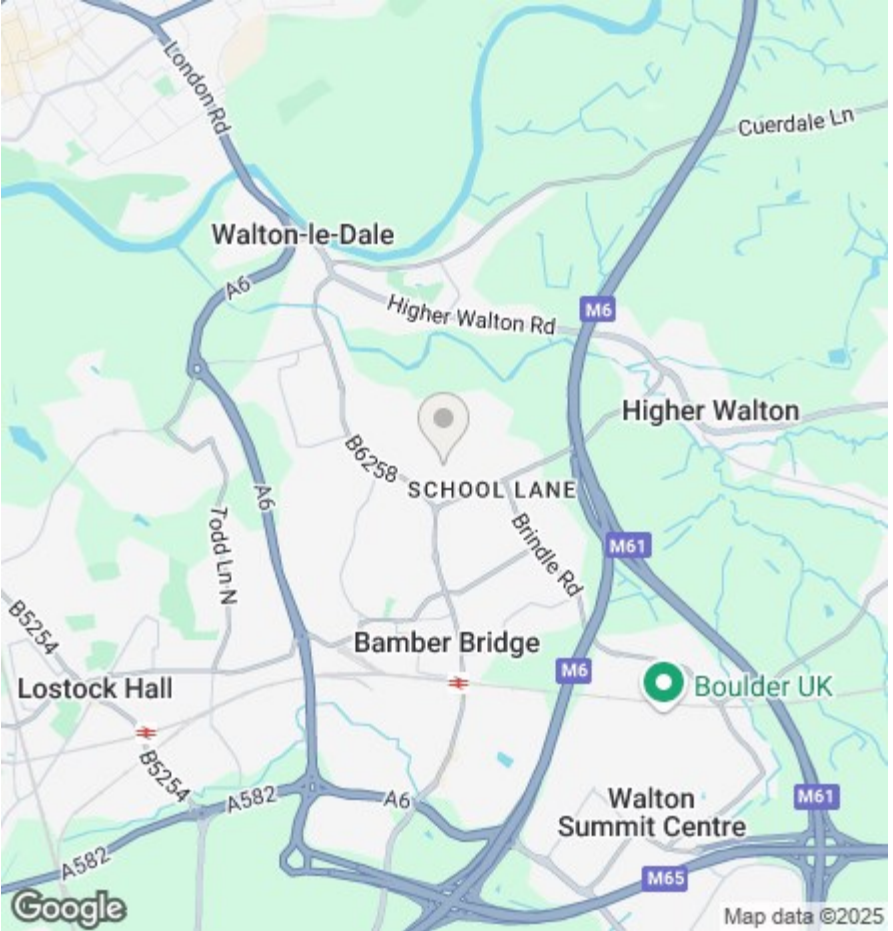 London Rd
Cuerdale Ln
Walton-le-Dale
A6
Higher Walton Rd
M6
Higher Walton
B6258
SCHOOL LANE
A6
Todd Ln N
Brindle Rd
M61
B5254
Bamber Bridge
M6
Lostock Hall
Boulder UK
B5254
A582
A6
Walton
Summit Centre
M61
A582
M65
Google
Map data ©2025